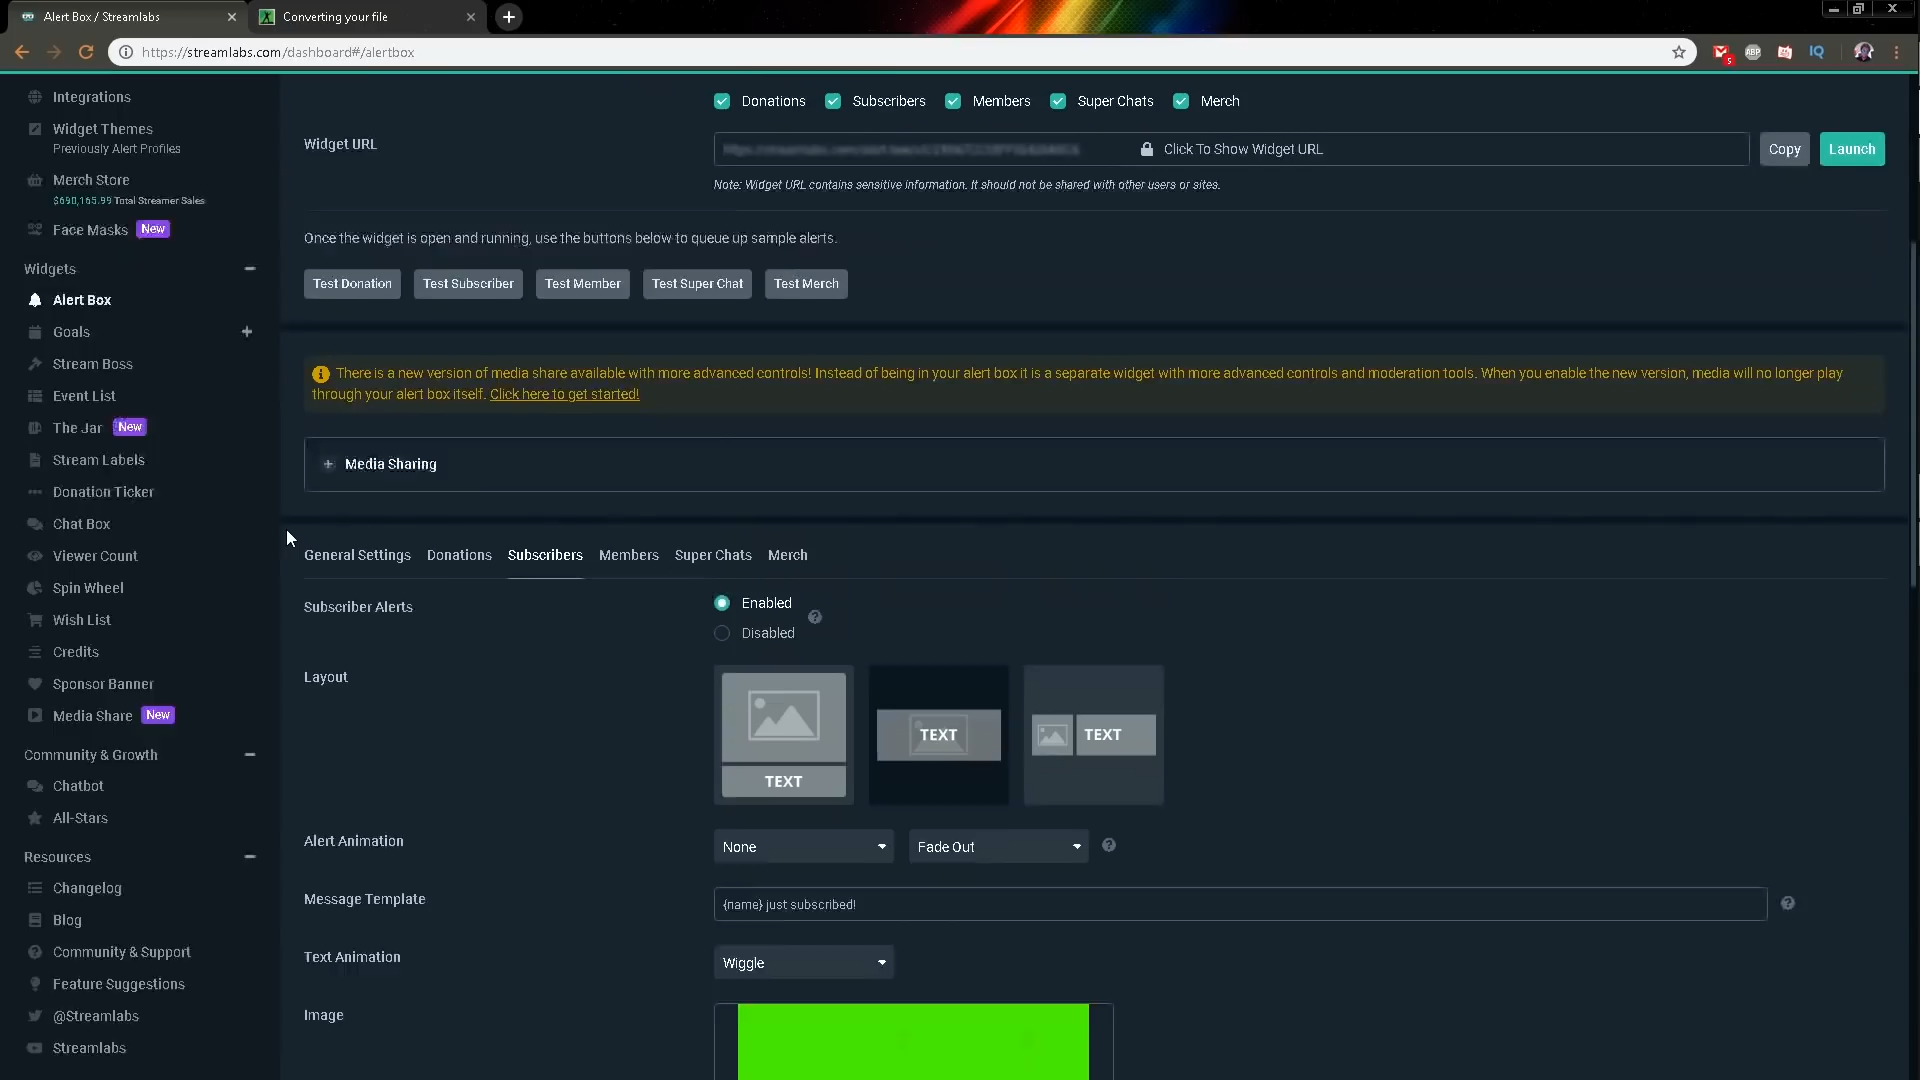 Alert Box / Streamlabs
Converting your file
https://streamlabs.com/dashboard#/alertbox
5
ABP
IQ
Integrations
Widget Themes
Previously Alert Profiles
Merch Store
$690,165.99 Total Streamer Sales
Face Masks New
Widgets
Alert Box
Goals
Stream Boss
Event List
The Jar New
Stream Labels
Donation Ticker
Chat Box
Viewer Count
Spin Wheel
Wish List
Credits
Sponsor Banner
Media Share New
Community & Growth
Chatbot
All-Stars
Resources
Changelog
Blog
Community & Support
Feature Suggestions
@Streamlabs
Streamlabs
Donations Subscribers Members Super Chats Merch
Widget URL
Click To Show Widget URL
Copy
Launch
Note: Widget URL contains sensitive information. It should not be shared with other users or sites.
Once the widget is open and running, use the buttons below to queue up sample alerts.
Test Donation Test Subscriber Test Member Test Super Chat Test Merch
There is a new version of media share available with more advanced controls! Instead of being in your alert box it is a separate widget with more advanced controls and moderation tools. When you enable the new version, media will no longer play
through your alert box itself. Click here to get started!
+ Media Sharing
General Settings Donations Subscribers Members Super Chats Merch
Subscriber Alerts
Enabled
Disabled
Layout
TEXT
TEXT
TEXT
Alert Animation
None
Fade Out
Message Template
{name} just subscribed!
Text Animation
Wiggle
Image